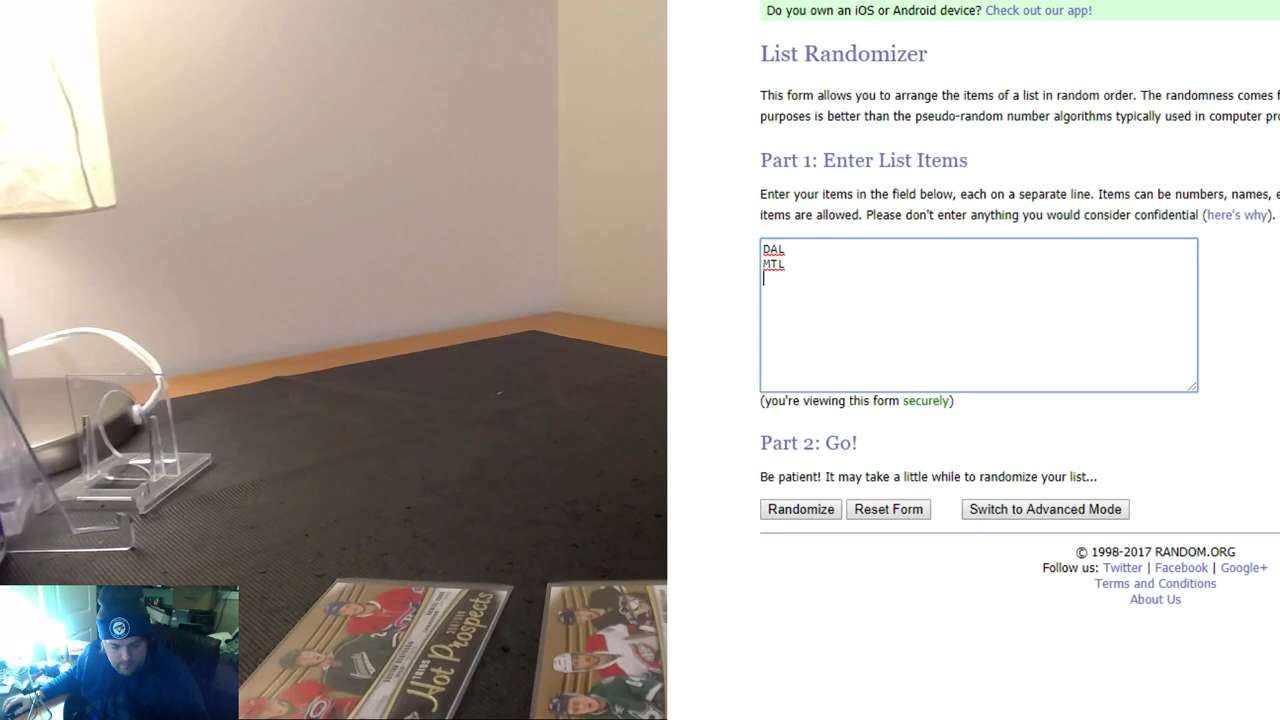 Do you own an iOS or Android device? Check out our app!
List Randomizer
This form allows you to arrange the items of a list in random order. The randomness comes
purposes is better than the pseudo-random number algorithms typically used in computer
Part 1: Enter List Items
Enter your items in the field below, each on a separate line. Items can be numbers, names,
items are allowed. Please don't enter anything you would consider confidential (here's why).
DAL
MTL
(you're viewing this form securely)
Part 2: Go!
Be patient! It may take a little while to randomize your list...
Randomize Reset Form Switch to Advanced Mode
© 1998-2017 RANDOM.ORG
Follow us: Twitter | Facebook | Google+
Terms and Conditions
About Us
TRIOS
Hot Prospects